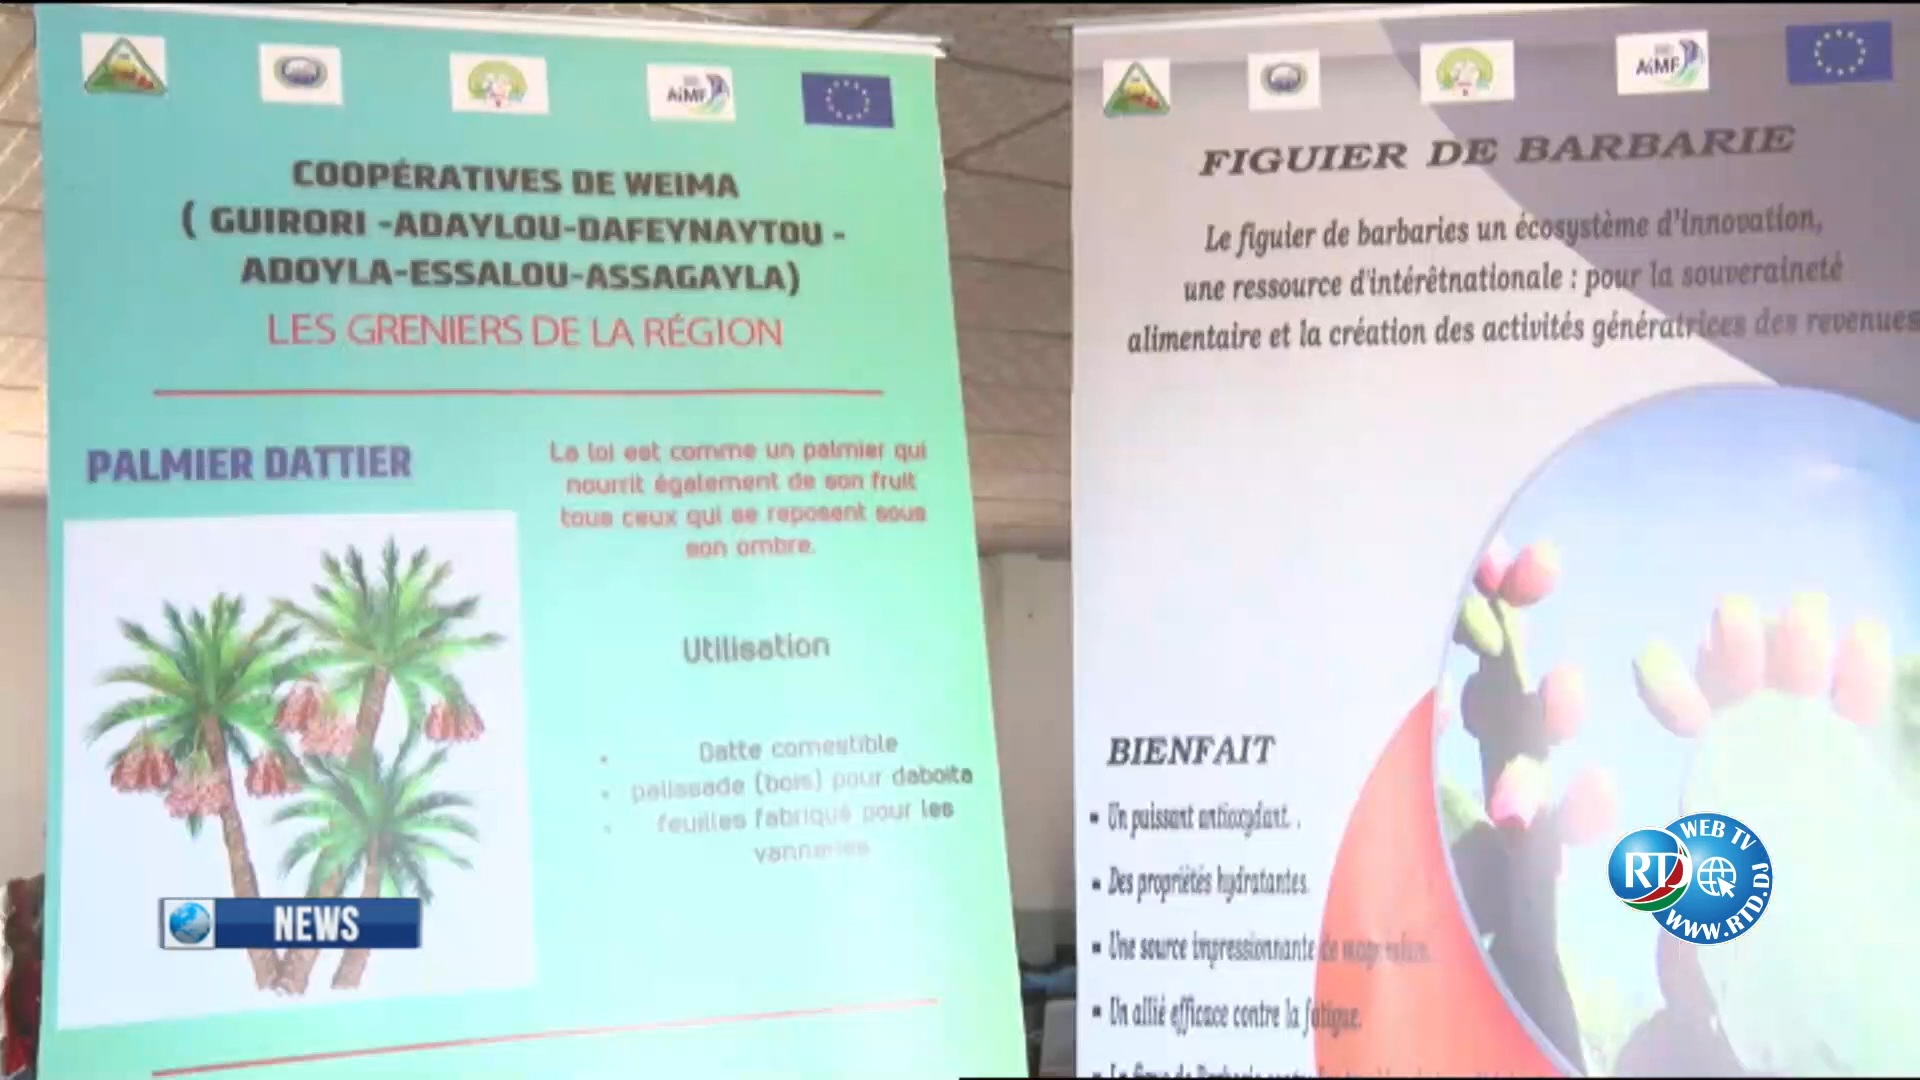 AiMF
COOPÉRATIVES DE WEIMA
( GUIRORI -ADAYLOU-DAFEYNAYTOU -
ADOYLA-ESSALOU-ASSAGAYLA)
LES GRENIERS DE LA RÉGION
PALMIER DATTIER
La loi est comme un palmier qui
nourrit également de son fruit
tous ceux qui se reposent sous
son ombre.
Utilisation
• Datte comestible
• palissade (bois) pour daboita
• feuilles fabriqué pour les
vanneries
NEWS
AiMF
FIGUIER DE BARBARIE
Le figuier de barbaries un écosystème d'innovation,
une ressource d'intérêtnationale : pour la souveraineté
alimentaire et la création des activités génératrices des revenues
BIENFAIT
▪ Un puissant antioxydant .
▪ Des propriétés hydratantes.
▪ Une source impressionnante de
▪ Un allié efficace contre la fatigue.
WEB TV
RTD
WWW.RTD.DJ